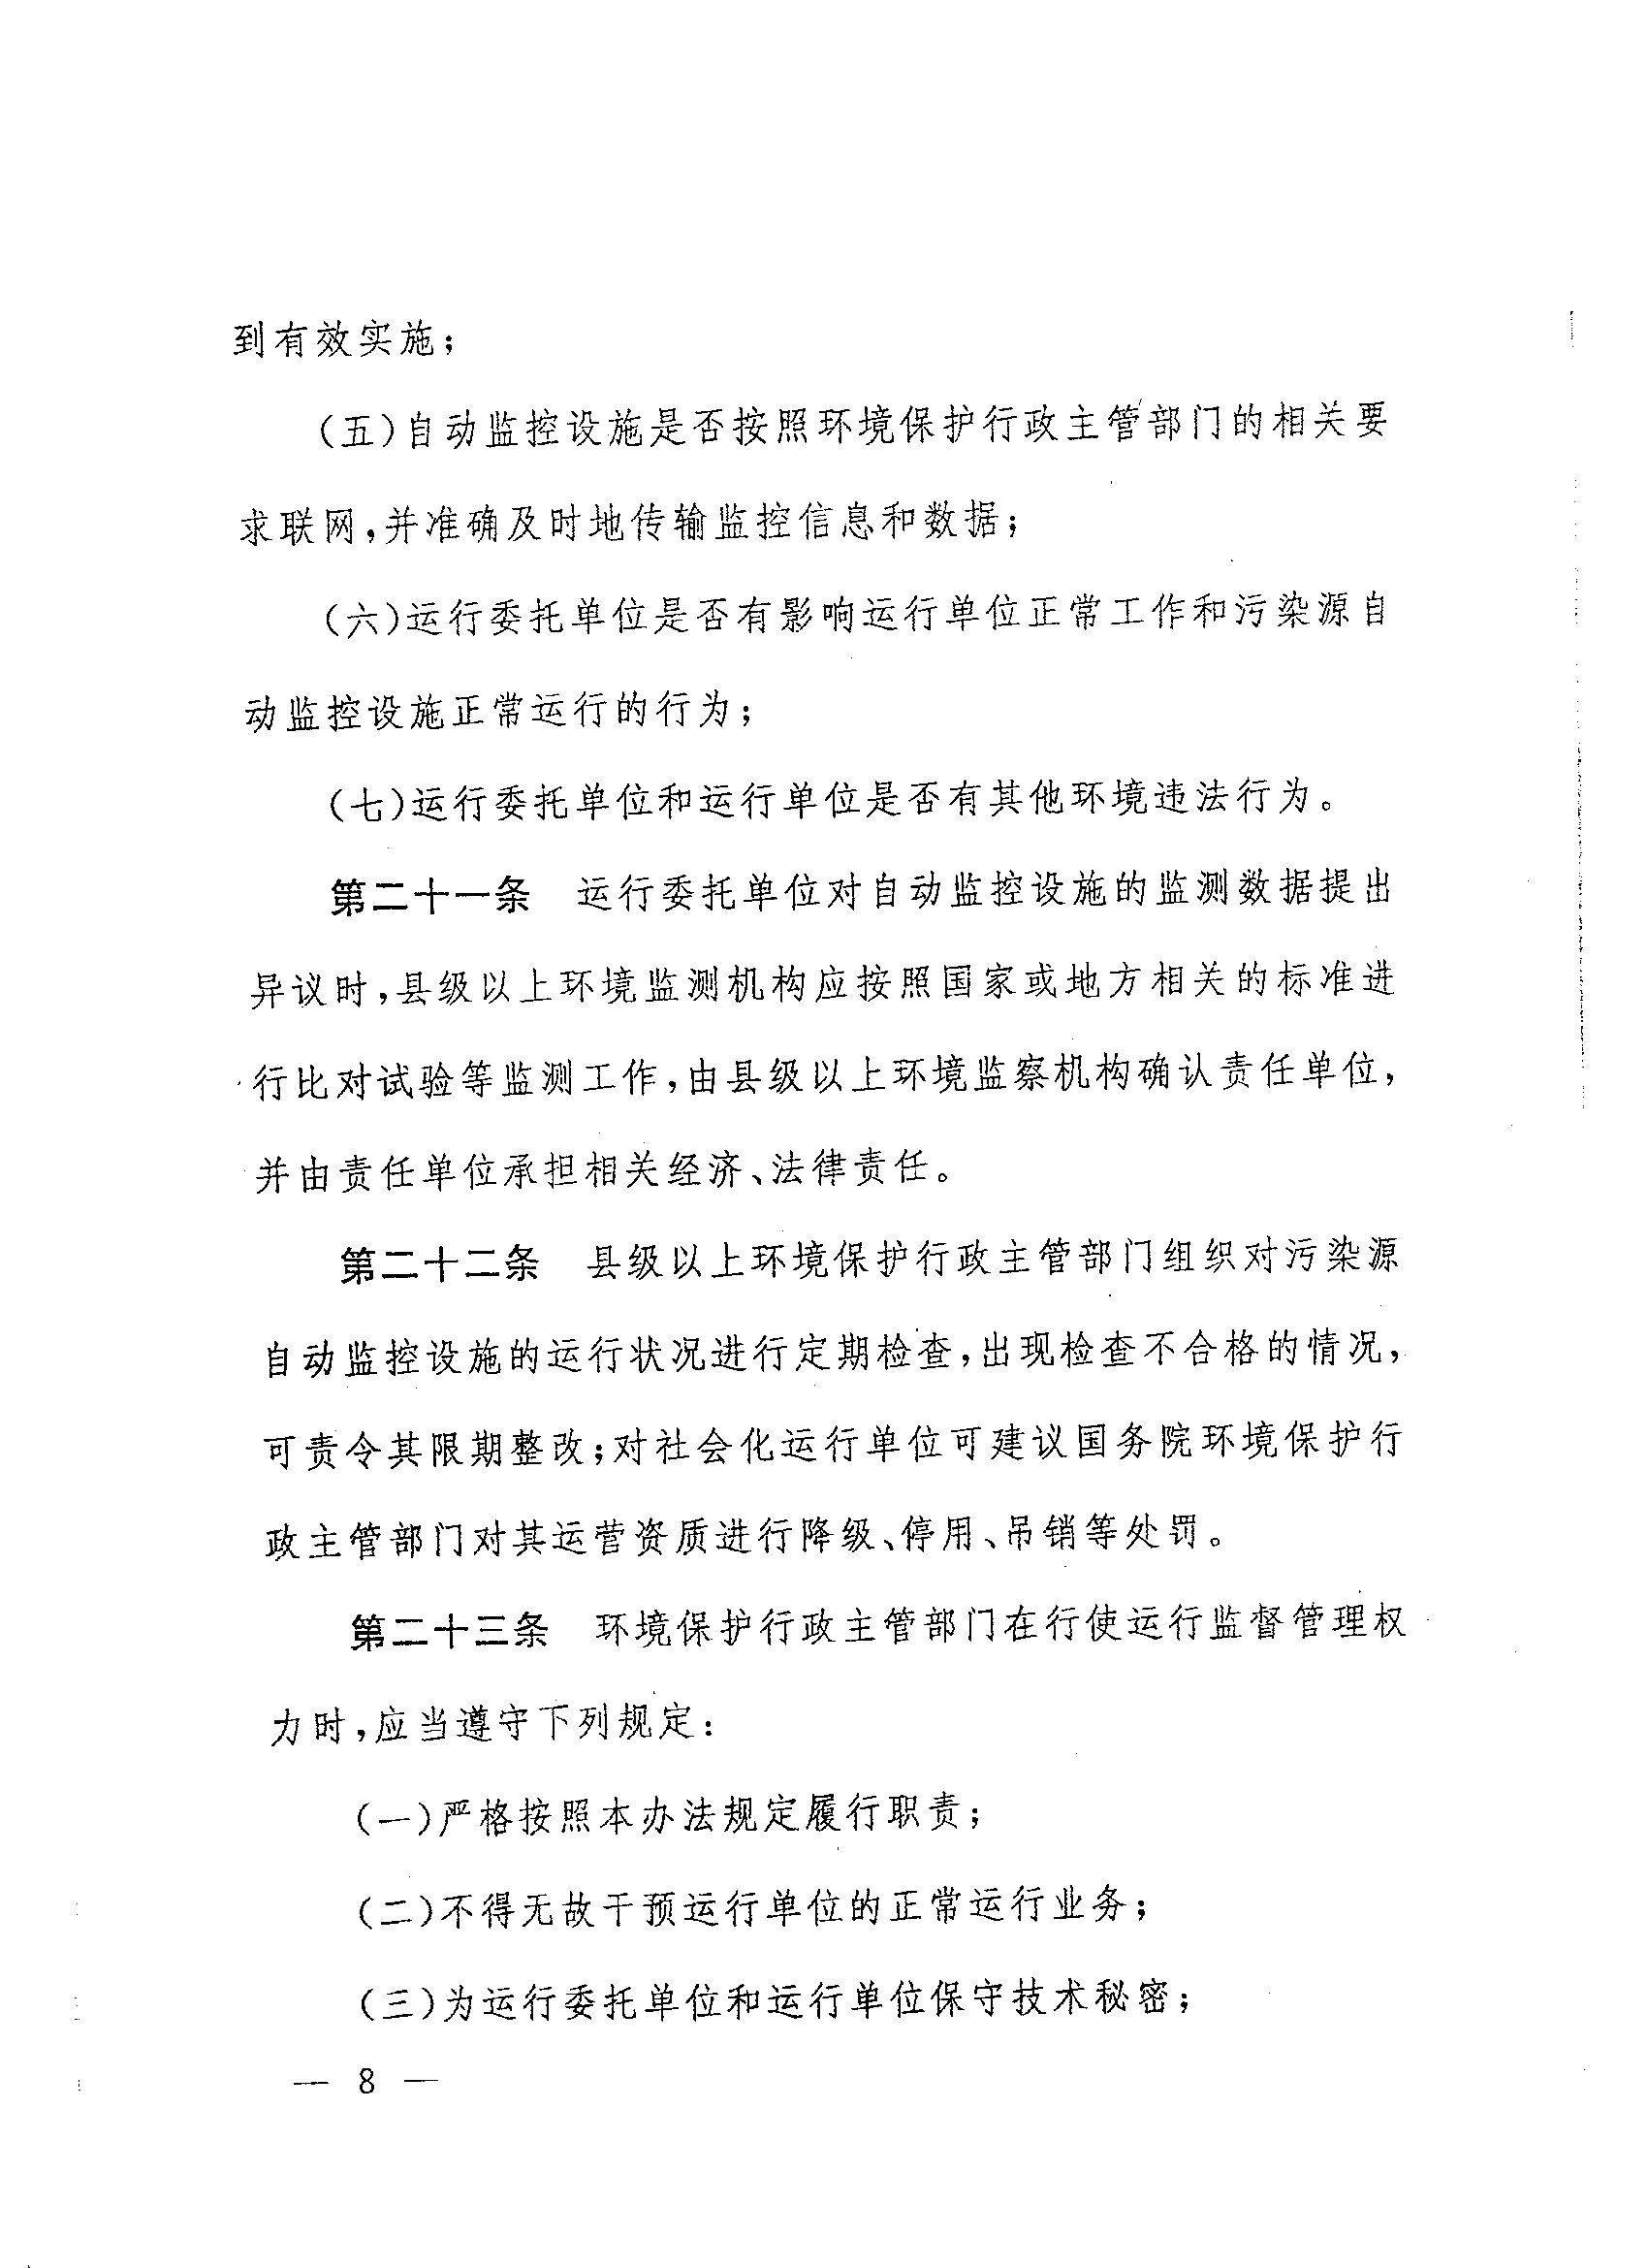 到有效实施；
（五）自动监控设施是否按照环境保护行政主管部门的相关要
求联网，并准确及时地传输监控信息和数据；
（六）运行委托单位是否有影响运行单位正常工作和污染源自
动监控设施正常运行的行为；
（七）运行委托单位和运行单位是否有其他环境违法行为。
第二十一条　运行委托单位对自动监控设施的监测数据提出
异议时，县级以上环境监测机构应按照国家或地方相关的标准进
行比对试验等监测工作，由县级以上环境监察机构确认责任单位，
并由责任单位承担相关经济、法律责任。
第二十二条　县级以上环境保护行政主管部门组织对污染源
自动监控设施的运行状况进行定期检查，出现检查不合格的情况，
可责令其限期整改；对社会化运行单位可建议国务院环境保护行
政主管部门对其运营资质进行降级、停用、吊销等处罚。
第二十三条　环境保护行政主管部门在行使运行监督管理权
力时，应当遵守下列规定：
（一）严格按照本办法规定履行职责；
（二）不得无故干预运行单位的正常运行业务；
（三）为运行委托单位和运行单位保守技术秘密；
— 8 —